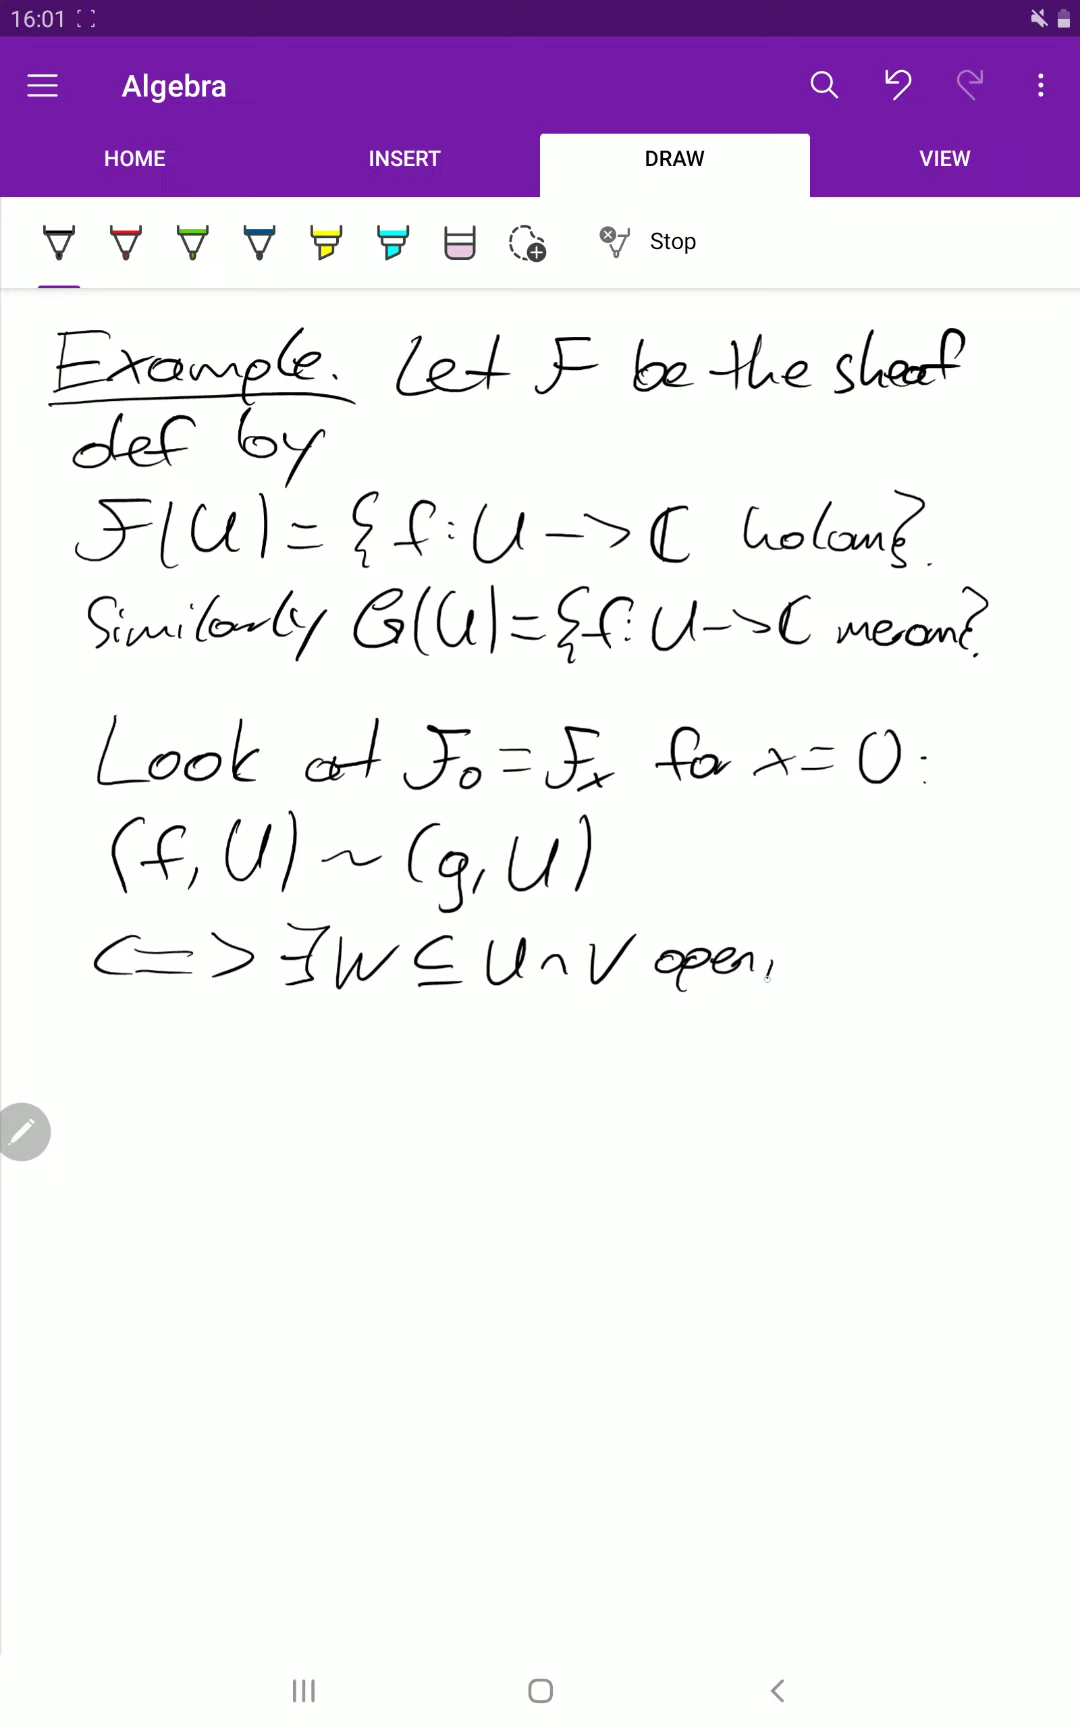 16:01
Algebra
HOME INSERT DRAW VIEW
Stop
Example. Let F be the sheaf
def by
F(U) = {f: U -> ℂ holom}.
Similarly G(U) = {f: U -> ℂ merom}.
Look at F₀ = Fₓ for x = 0:
(f, U) ~ (g, U)
<=> ∃ W ⊆ U ∩ V open,